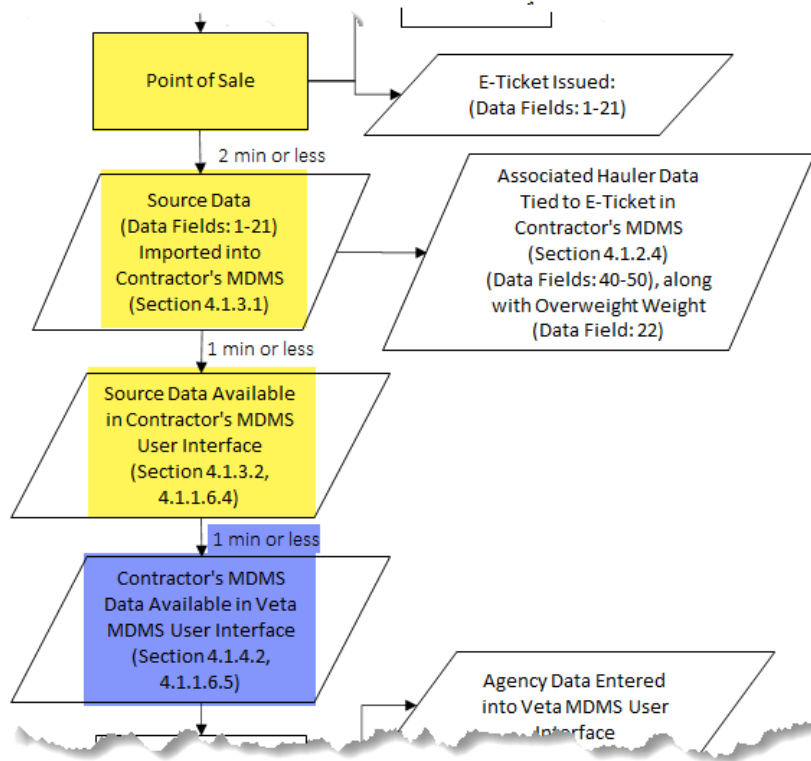 Point of Sale
E-Ticket Issued:
(Data Fields: 1-21)
2 min or less
Source Data
(Data Fields: 1-21)
Imported into
Contractor's MDMS
(Section 4.1.3.1)
Associated Hauler Data
Tied to E-Ticket in
Contractor's MDMS
(Section 4.1.2.4)
(Data Fields: 40-50), along
with Overweight Weight
(Data Field: 22)
1 min or less
Source Data Available
in Contractor's MDMS
User Interface
(Section 4.1.3.2,
4.1.1.6.4)
1 min or less
Contractor's MDMS
Data Available in Veta
MDMS User Interface
(Section 4.1.4.2,
4.1.1.6.5)
Agency Data Entered
into Veta MDMS User
Interface